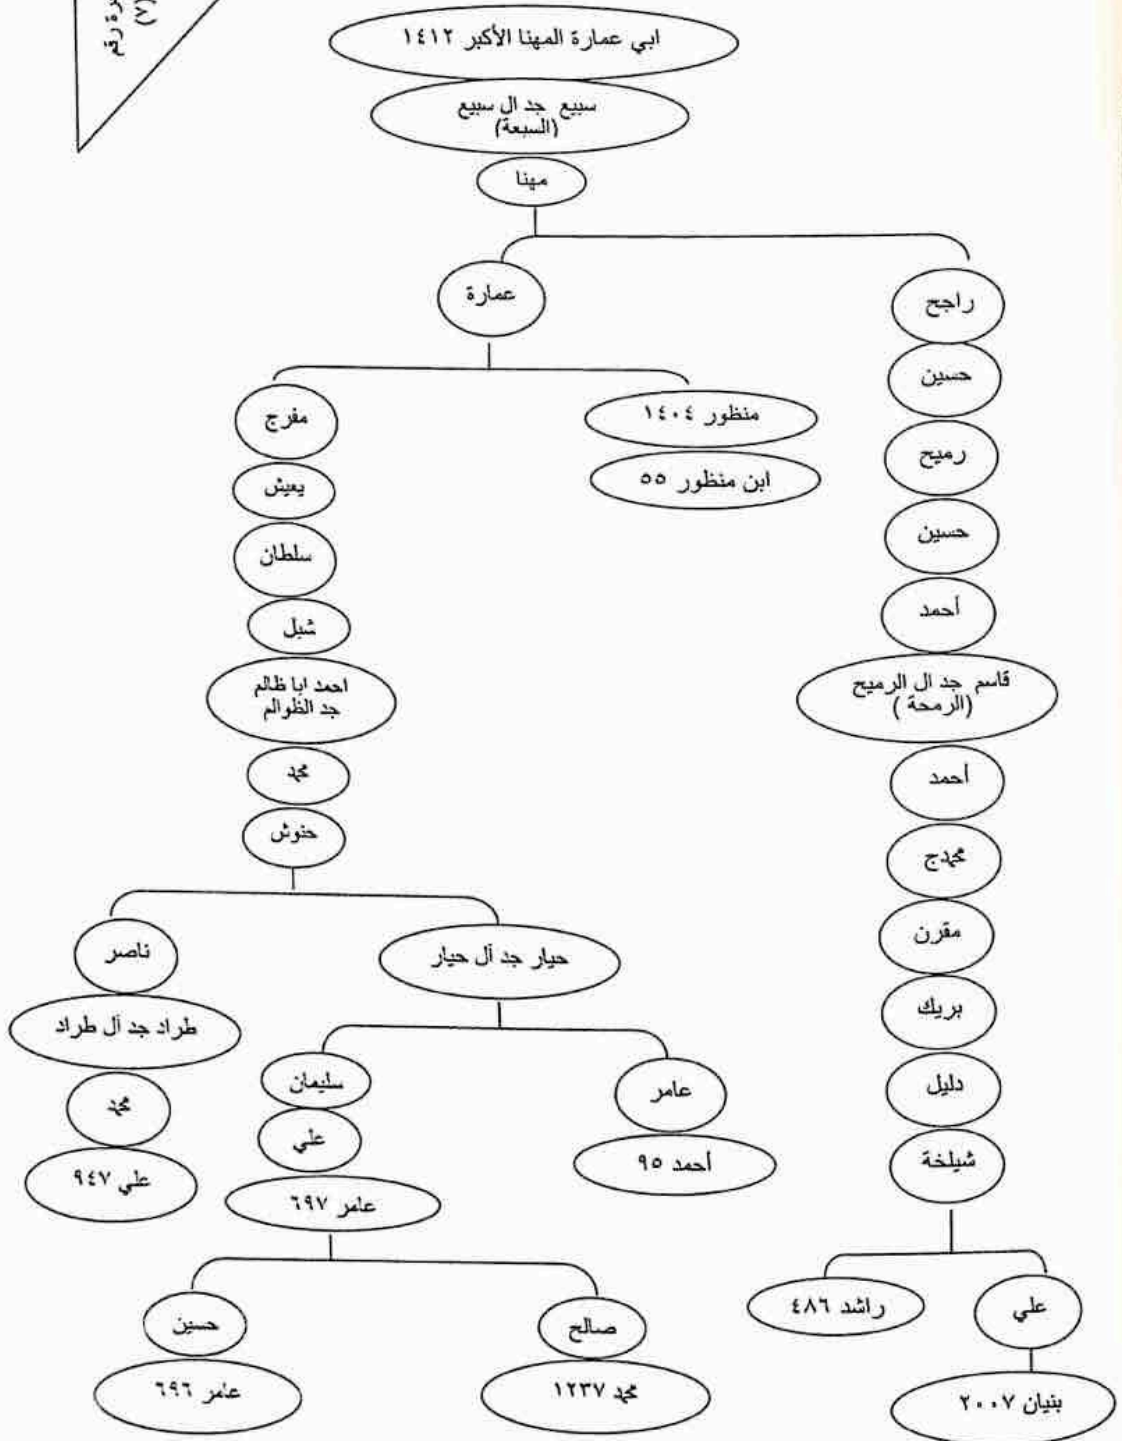 رقم
(٧)
ابي عمارة المهنا الأكبر ١٤١٢
سبيع جد ال سبيع
(السبعة)
مهنا
راجح
حسين
رميح
حسين
أحمد
قاسم جد ال الرميح
(الرمحة )
أحمد
محمدج
مقرن
بريك
دليل
شيلخة
علي
بنيان ٢٠٠٧
راشد ٤٨٦
عمارة
منظور ١٤٠٤
ابن منظور ٥٥
مفرج
يعيش
سلطان
شبل
احمد ابا ظالم
جد الظوالم
محمد
حنوش
حيار جد آل حيار
عامر
أحمد ٩٥
سليمان
علي
عامر ٦٩٧
صالح
محمد ١٢٣٧
حسين
عامر ٦٩٦
ناصر
طراد جد آل طراد
محمد
علي ٩٤٧